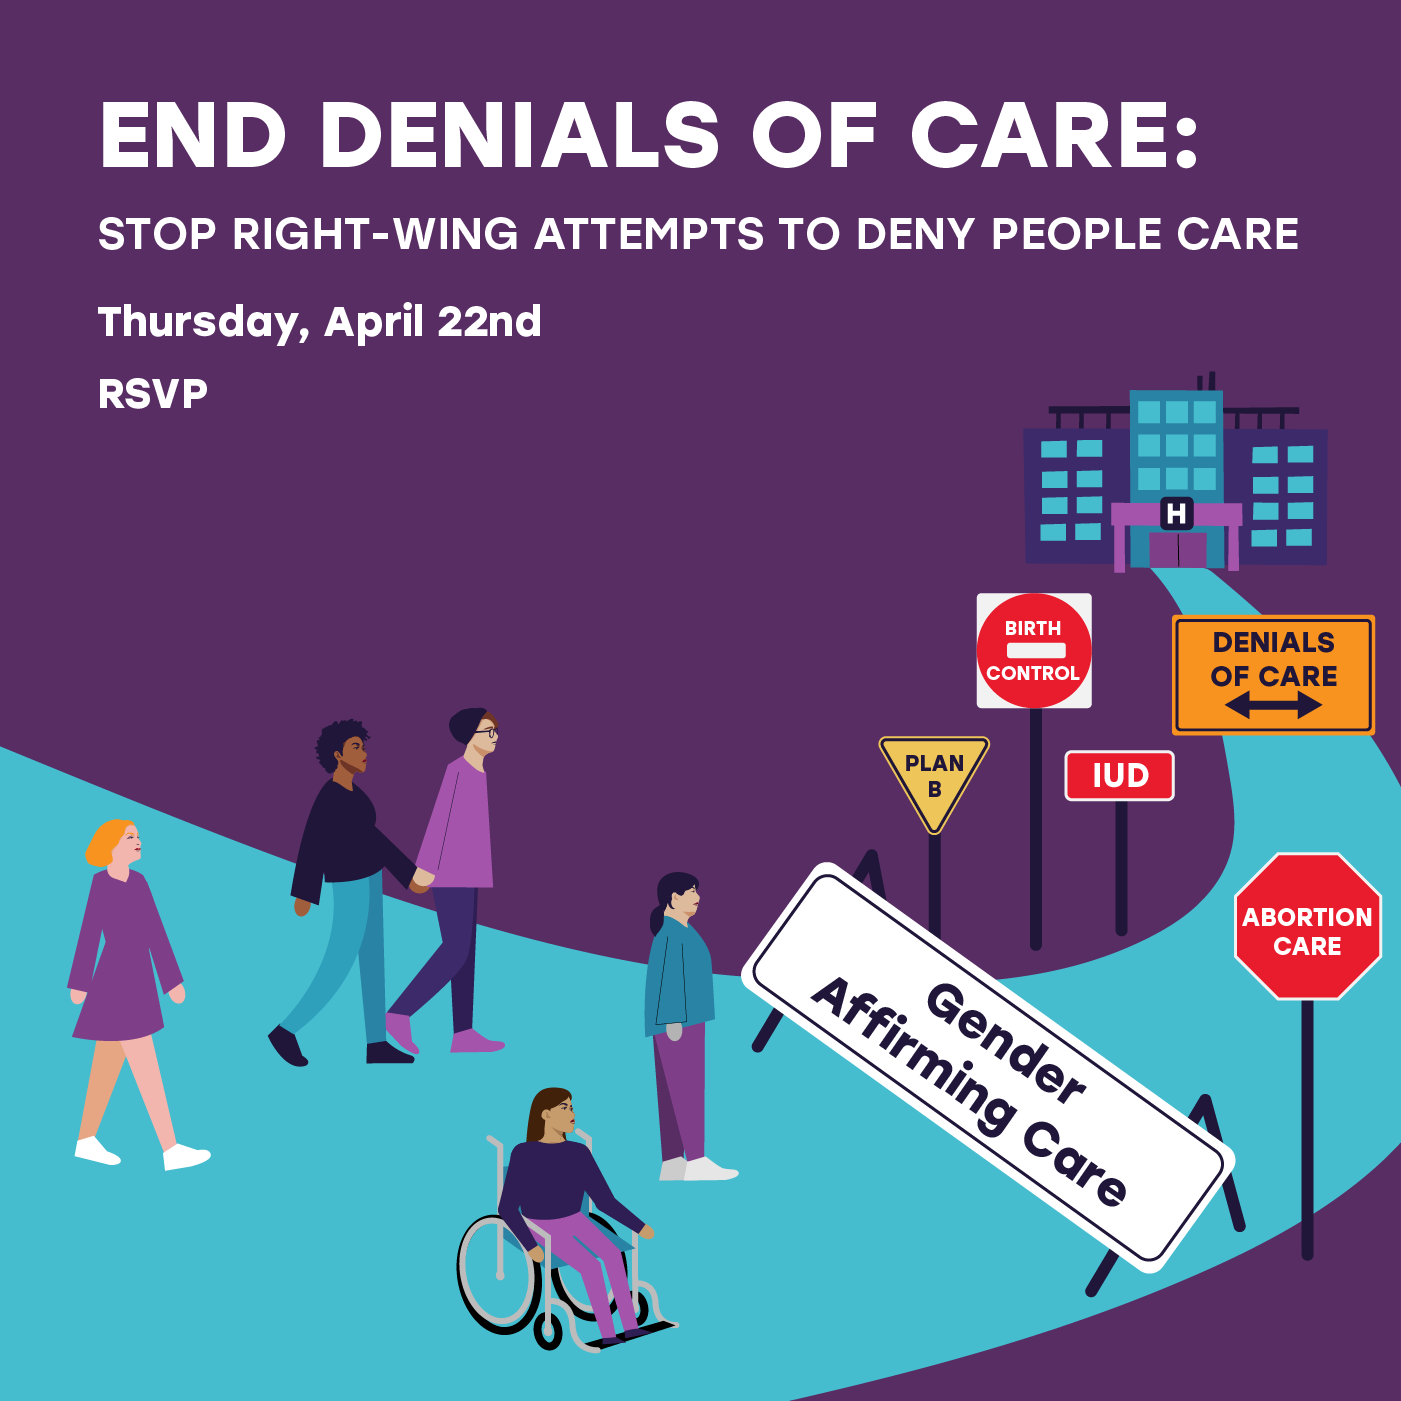 END DENIALS OF CARE:
STOP RIGHT-WING ATTEMPTS TO DENY PEOPLE CARE
Thursday, April 22nd
RSVP
H
BIRTH
CONTROL
DENIALS
OF CARE
PLAN
B
IUD
ABORTION
CARE
Gender
Affirming Care